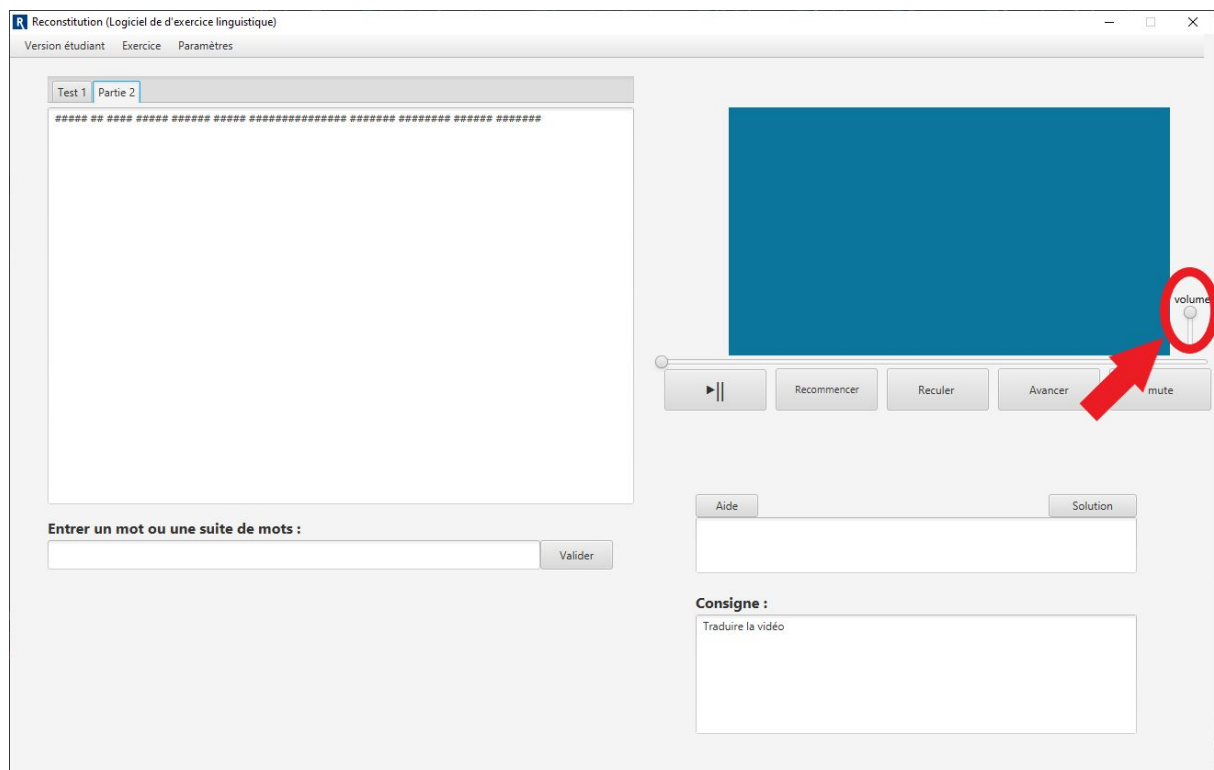 R Reconstitution (Logiciel de d'exercice linguistique)
Version étudiant Exercice Paramètres
Test 1 Partie 2
##### ## #### ##### ###### ##### ############### ####### ######## ###### #######
volume
►|| Recommencer Reculer Avancer mute
Aide Solution
Entrer un mot ou une suite de mots :
Valider
Consigne :
Traduire la vidéo